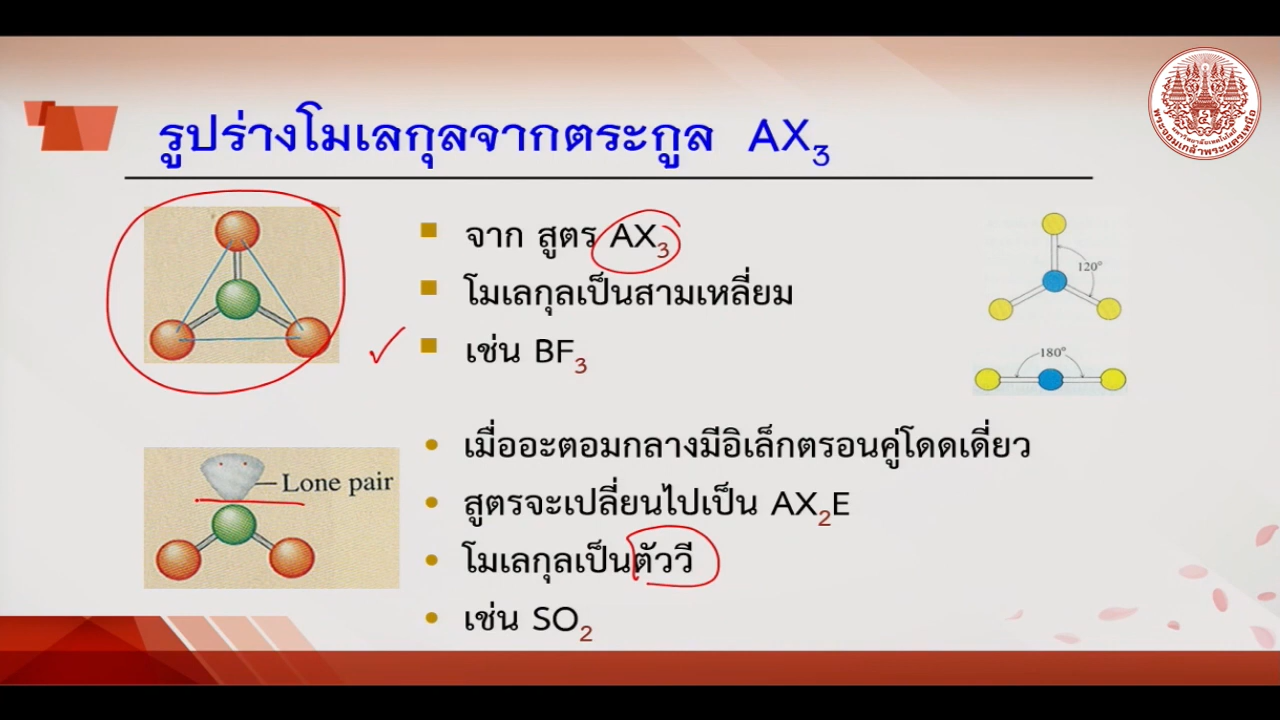 รูปร่างโมเลกุลจากตระกูล AX3
จาก สูตร AX3
โมเลกุลเป็นสามเหลี่ยม
เช่น BF3
120°
180°
Lone pair
เมื่ออะตอมกลางมีอิเล็กตรอนคู่โดดเดี่ยว
สูตรจะเปลี่ยนไปเป็น AX2E
โมเลกุลเป็นตัววี
เช่น SO2